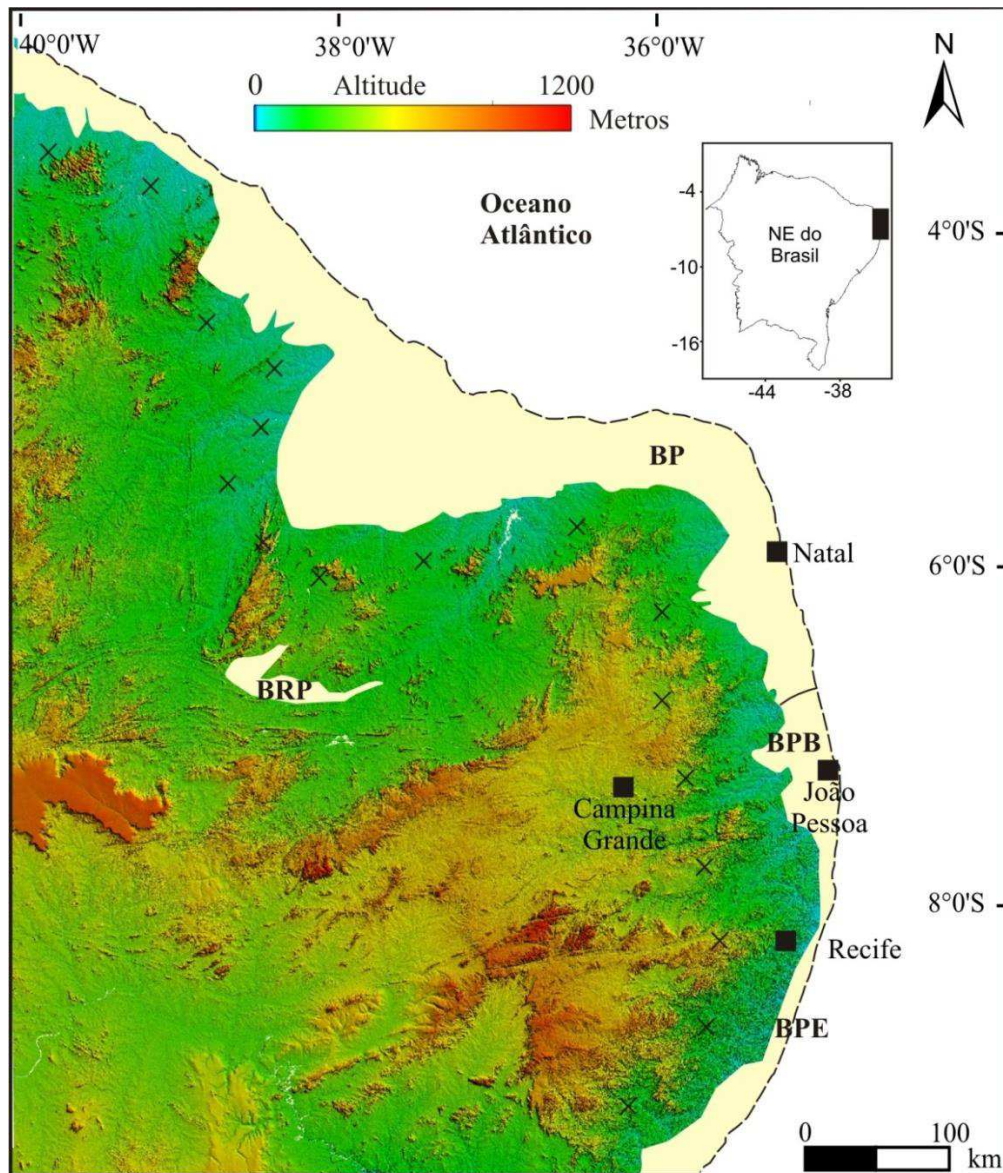 40°0'W
38°0'W
36°0'W
N
0 Altitude 1200
Metros
Oceano
Atlântico
-4
-10
-16
NE do
Brasil
-44
-38
4°0'S
BP
Natal
6°0'S
BRP
BPB
João
Pessoa
Campina
Grande
8°0'S
Recife
BPE
0 100
km